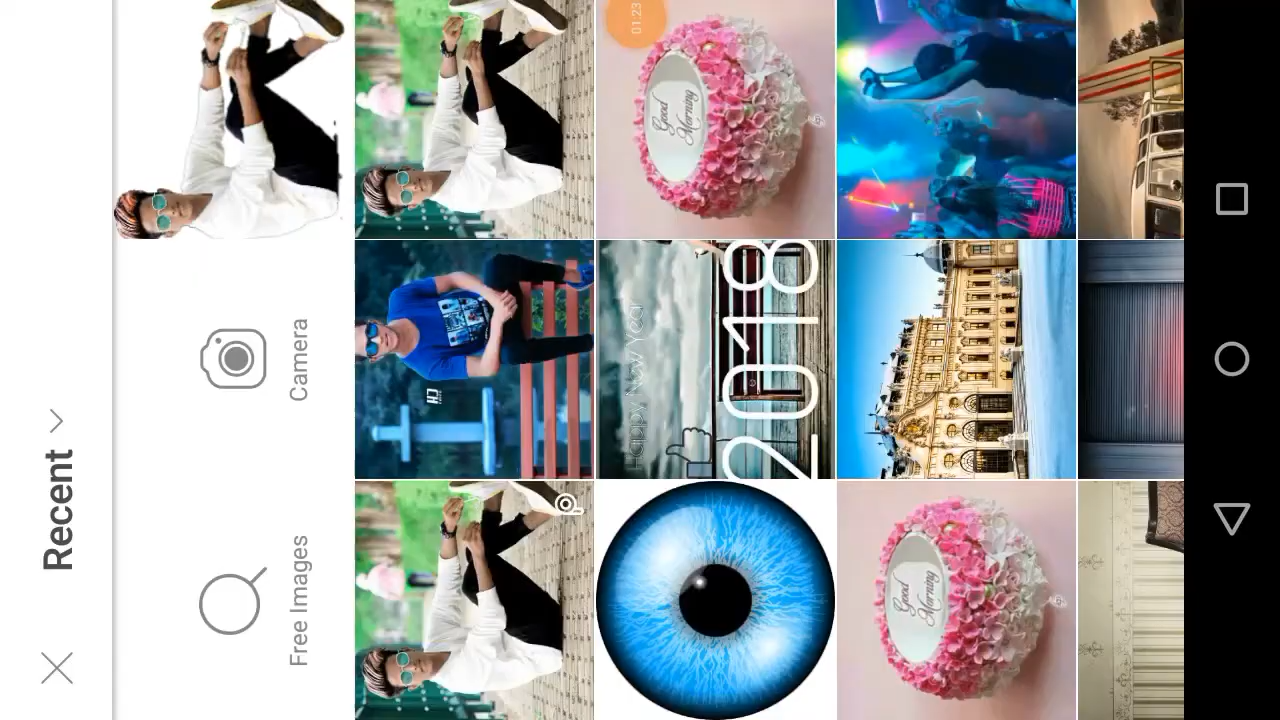 Recent
Free Images
Camera
01:23
Good
Morning
Happy New Year
2018
Good
Morning